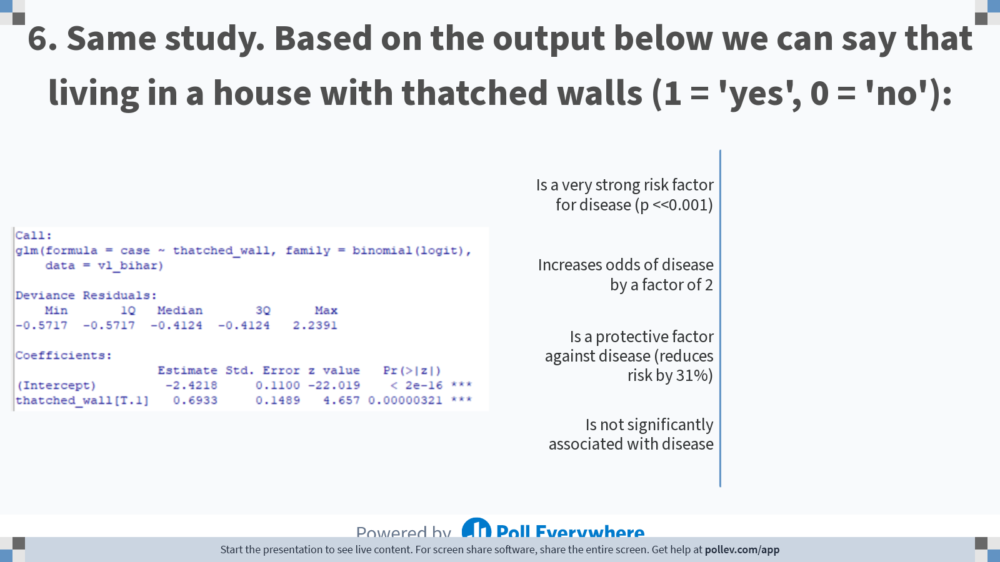 6. Same study. Based on the output below we can say that
living in a house with thatched walls (1 = 'yes', 0 = 'no'):
Call:
glm(formula = case ~ thatched_wall, family = binomial(logit),
    data = vl_bihar)
Deviance Residuals:
    Min       1Q   Median       3Q      Max
-0.5717  -0.5717  -0.4124  -0.4124   2.2391
Coefficients:
                   Estimate Std. Error z value   Pr(>|z|)
(Intercept)         -2.4218     0.1100 -22.019    < 2e-16 ***
thatched_wall[T.1]   0.6933     0.1489   4.657 0.00000321 ***
Is a very strong risk factor
for disease (p <<0.001)
Increases odds of disease
by a factor of 2
Is a protective factor
against disease (reduces
risk by 31%)
Is not significantly
associated with disease
Powered by Poll Everywhere
Start the presentation to see live content. For screen share software, share the entire screen. Get help at pollev.com/app